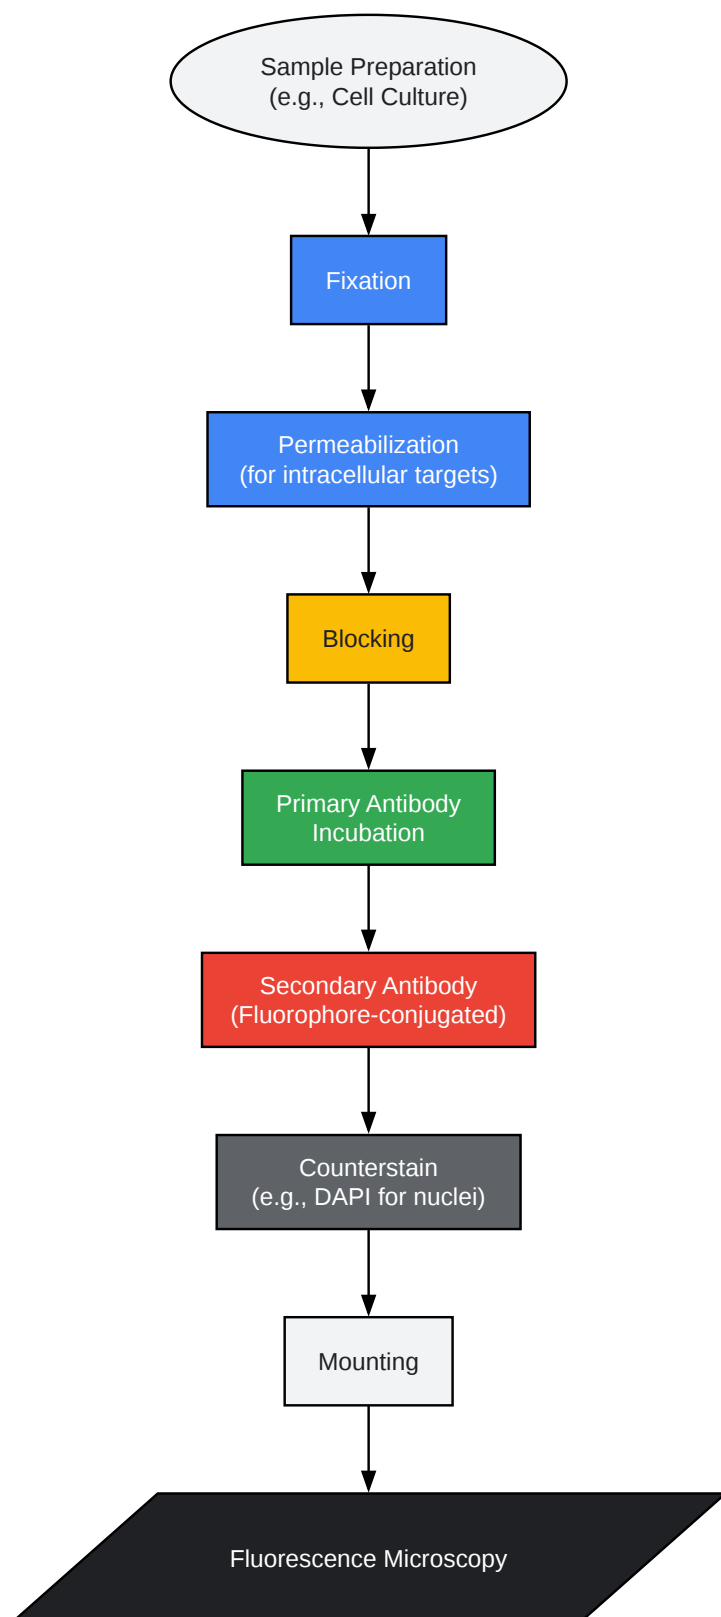 Sample Preparation
(e.g., Cell Culture)
Fixation
Permeabilization
(for intracellular targets)
Blocking
Primary Antibody
Incubation
Secondary Antibody
(Fluorophore-conjugated)
Counterstain
(e.g., DAPI for nuclei)
Mounting
Fluorescence Microscopy